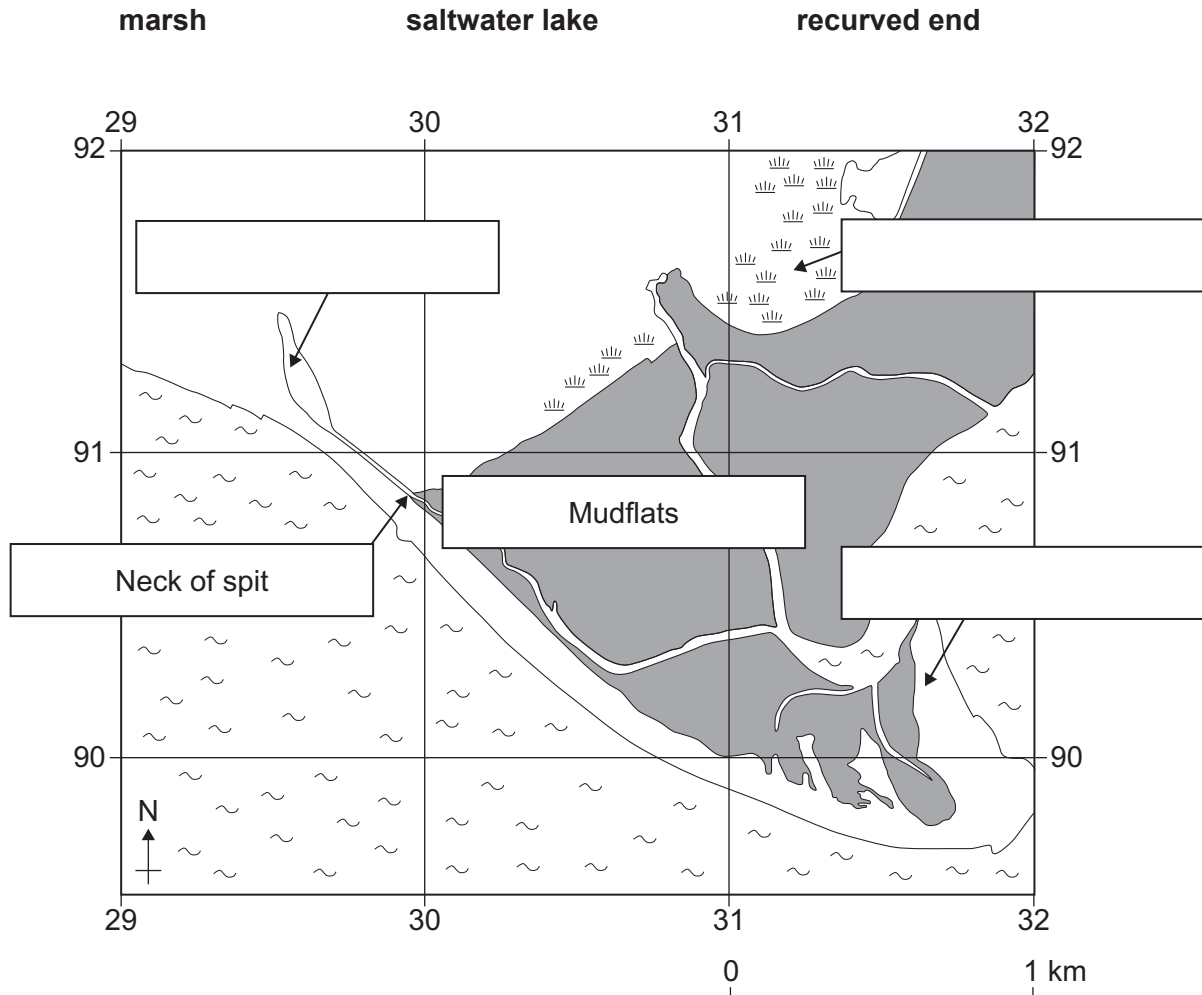 marsh saltwater lake recurved end
29 30 31 32
92 92
91 91
Mudflats
Neck of spit
90 90
N
29 30 31 32
0 1 km